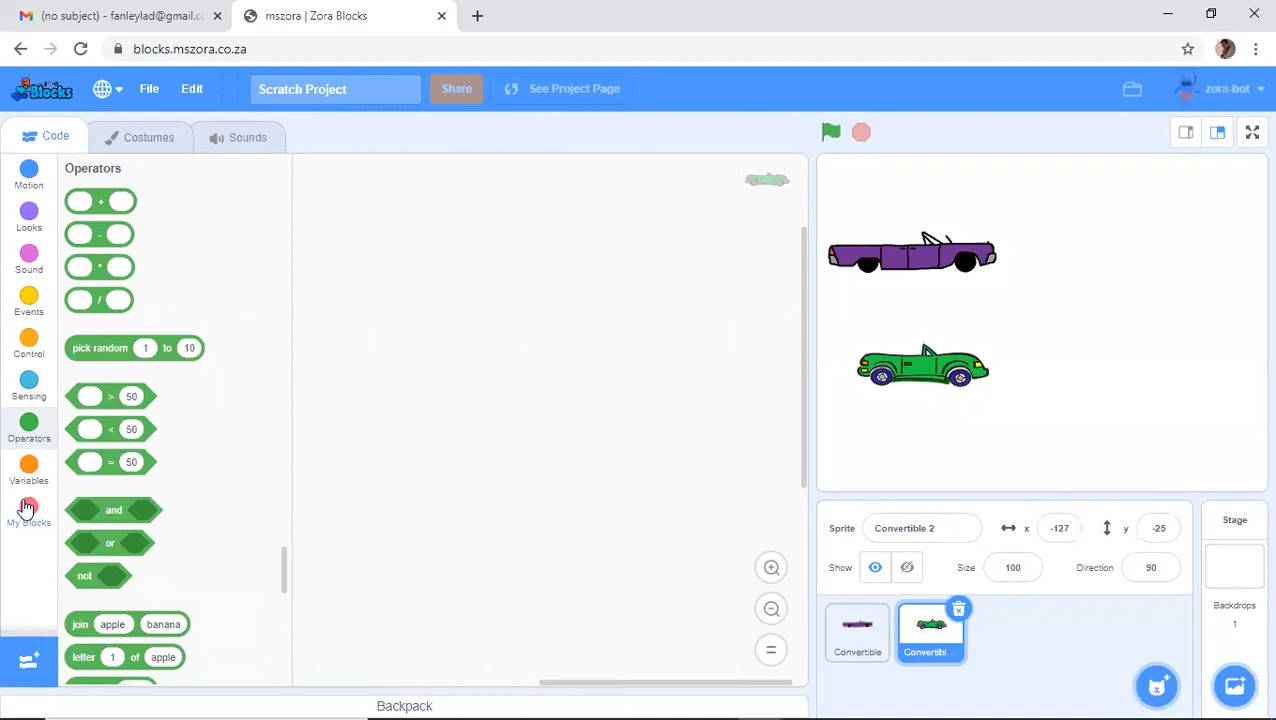 (no subject) - fanleylad@gmail.cc
mszora | Zora Blocks
blocks.mszora.co.za
Blocks
File
Edit
Scratch Project
Share
See Project Page
zora-bot
Code
Costumes
Sounds
Motion
Looks
Sound
Events
Control
Sensing
Operators
Variables
My Blocks
Operators
+
-
*
/
pick random 1 to 10
> 50
< 50
= 50
and
or
not
join apple banana
letter 1 of apple
Backpack
Sprite Convertible 2 x -127 y -25
Show Size 100 Direction 90
Convertible
Convertibl...
Stage
Backdrops
1